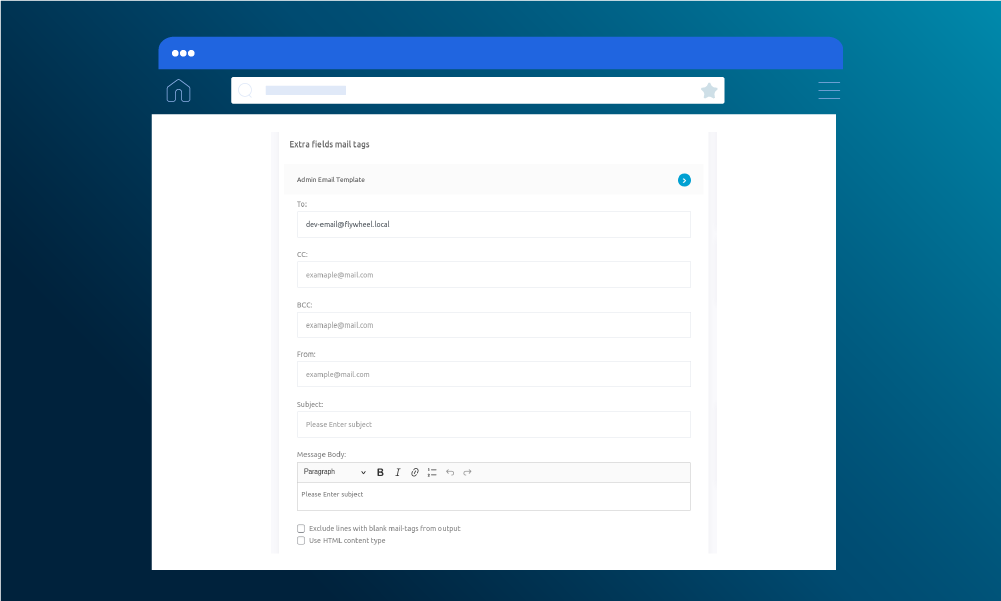 Extra fields mail tags
Admin Email Template
To:
dev-email@flywheel.local
CC:
examaple@mail.com
BCC:
examaple@mail.com
From:
example@mail.com
Subject:
Please Enter subject
Message Body:
Paragraph B I
Please Enter subject
Exclude lines with blank mail-tags from output
Use HTML content type